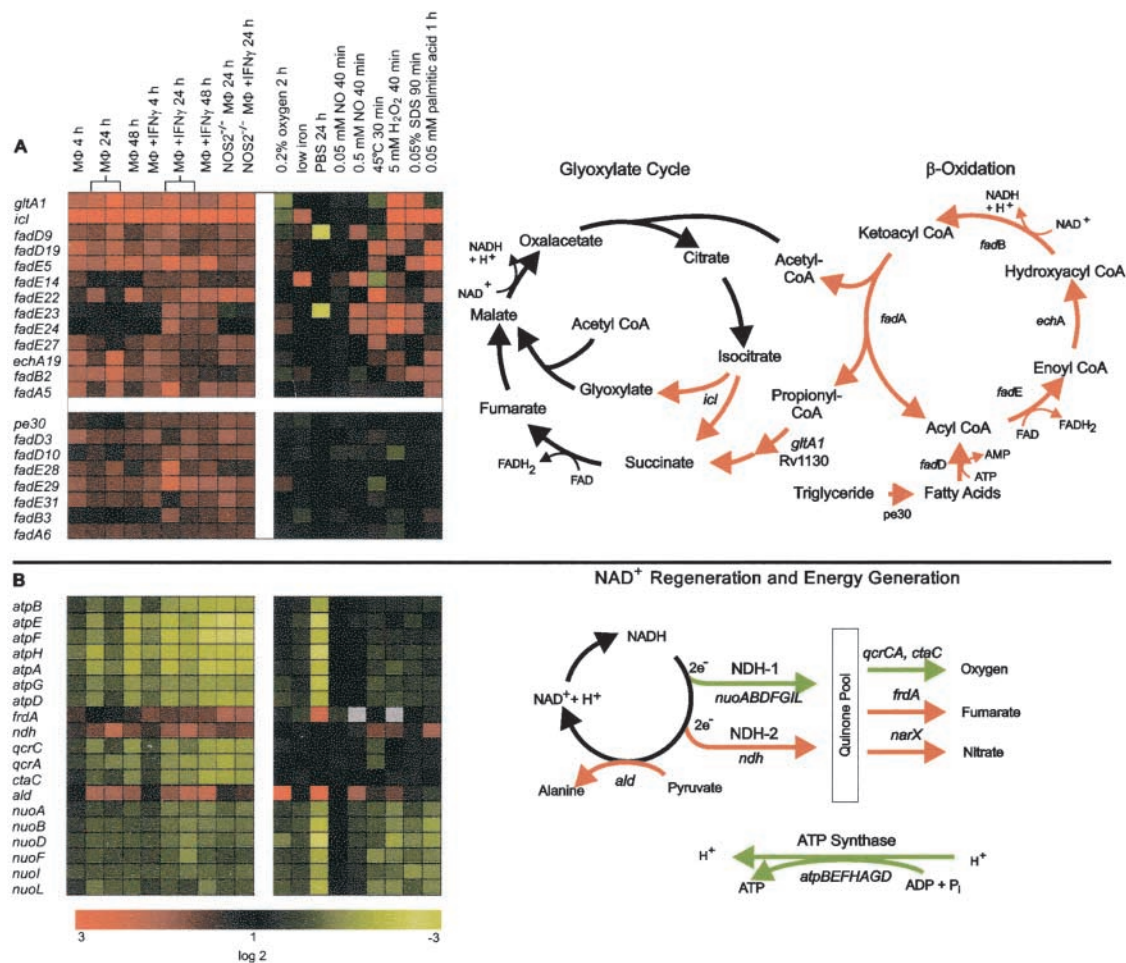 MΦ 4 h
MΦ 24 h
MΦ 48 h
MΦ +IFNγ 4 h
MΦ +IFNγ 24 h
MΦ +IFNγ 48 h
NOS2-/- MΦ 24 h
NOS2-/- MΦ +IFNγ 24 h
0.2% oxygen 2 h
low iron
PBS 24 h
0.05 mM NO 40 min
0.5 mM NO 40 min
45°C 30 min
5 mM H2O2 40 min
0.05% SDS 90 min
0.05 mM palmitic acid 1 h
A
gltA1
icl
fadD9
fadD19
fadE5
fadE14
fadE22
fadE23
fadE24
fadE27
echA19
fadB2
fadA5
pe30
fadD3
fadD10
fadE28
fadE29
fadE31
fadB3
fadA6
Glyoxylate Cycle
β-Oxidation
Oxalacetate
NADH
+ H+
NAD+
Malate
Citrate
Acetyl-
CoA
Acetyl CoA
Isocitrate
Glyoxylate
icl
Fumarate
FADH2
FAD
Succinate
Propionyl-
CoA
gltA1
Rv1130
Ketoacyl CoA
NADH
+ H+
NAD+
fadB
Hydroxyacyl CoA
fadA
echA
Enoyl CoA
fadE
Acyl CoA
FAD
FADH2
fadD
AMP
ATP
Triglyceride
pe30
Fatty Acids
B
atpB
atpE
atpF
atpH
atpA
atpG
atpD
frdA
ndh
qcrC
qcrA
ctaC
ald
nuoA
nuoB
nuoD
nuoF
nuoI
nuoL
3
1
-3
log 2
NAD+ Regeneration and Energy Generation
NADH
NAD++ H+
2e-
NDH-1
nuoABDFGIL
2e-
NDH-2
ndh
Alanine
ald
Pyruvate
Quinone Pool
qcrCA, ctaC
Oxygen
frdA
Fumarate
narX
Nitrate
ATP Synthase
H+
H+
ATP
atpBEFHAGD
ADP + Pi